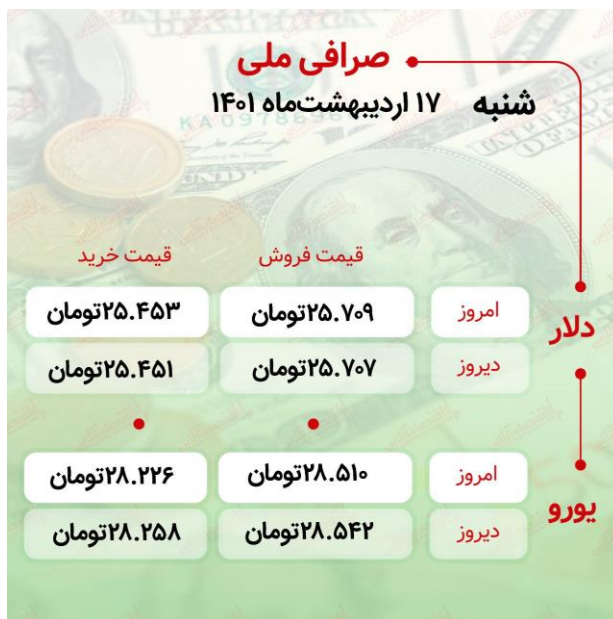 صرافی ملی
شنبه ۱۷ اردیبهشت‌ماه ۱۴۰۱
KA09786
قیمت فروش قیمت خرید
دلار
امروز ۲۵.۷۰۹تومان ۲۵.۴۵۳تومان
دیروز ۲۵.۷۰۷تومان ۲۵.۴۵۱تومان
یورو
امروز ۲۸.۵۱۰تومان ۲۸.۲۲۶تومان
دیروز ۲۸.۵۴۲تومان ۲۸.۲۵۸تومان